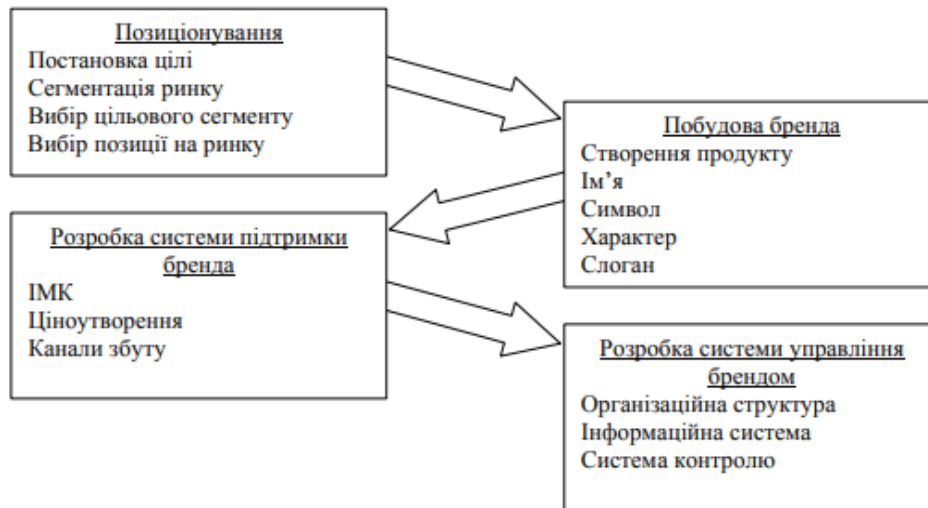 Позиціонування
Постановка цілі
Сегментація ринку
Вибір цільового сегменту
Вибір позиції на ринку
Побудова бренда
Створення продукту
Ім’я
Символ
Характер
Слоган
Розробка системи підтримки
бренда
ІМК
Ціноутворення
Канали збуту
Розробка системи управління
брендом
Організаційна структура
Інформаційна система
Система контролю